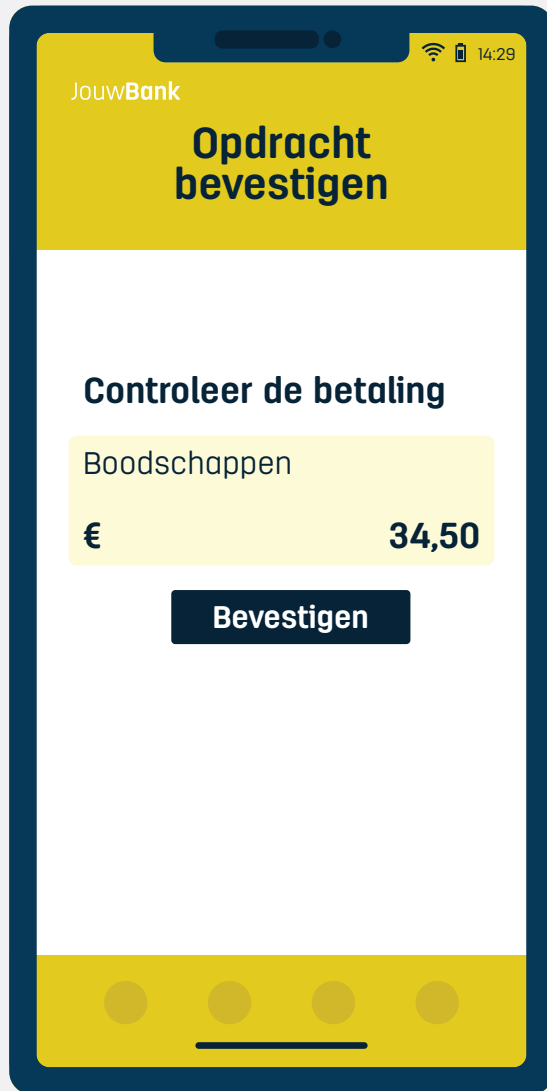 14:29
JouwBank
Opdracht
bevestigen
Controleer de betaling
Boodschappen
€ 34,50
Bevestigen